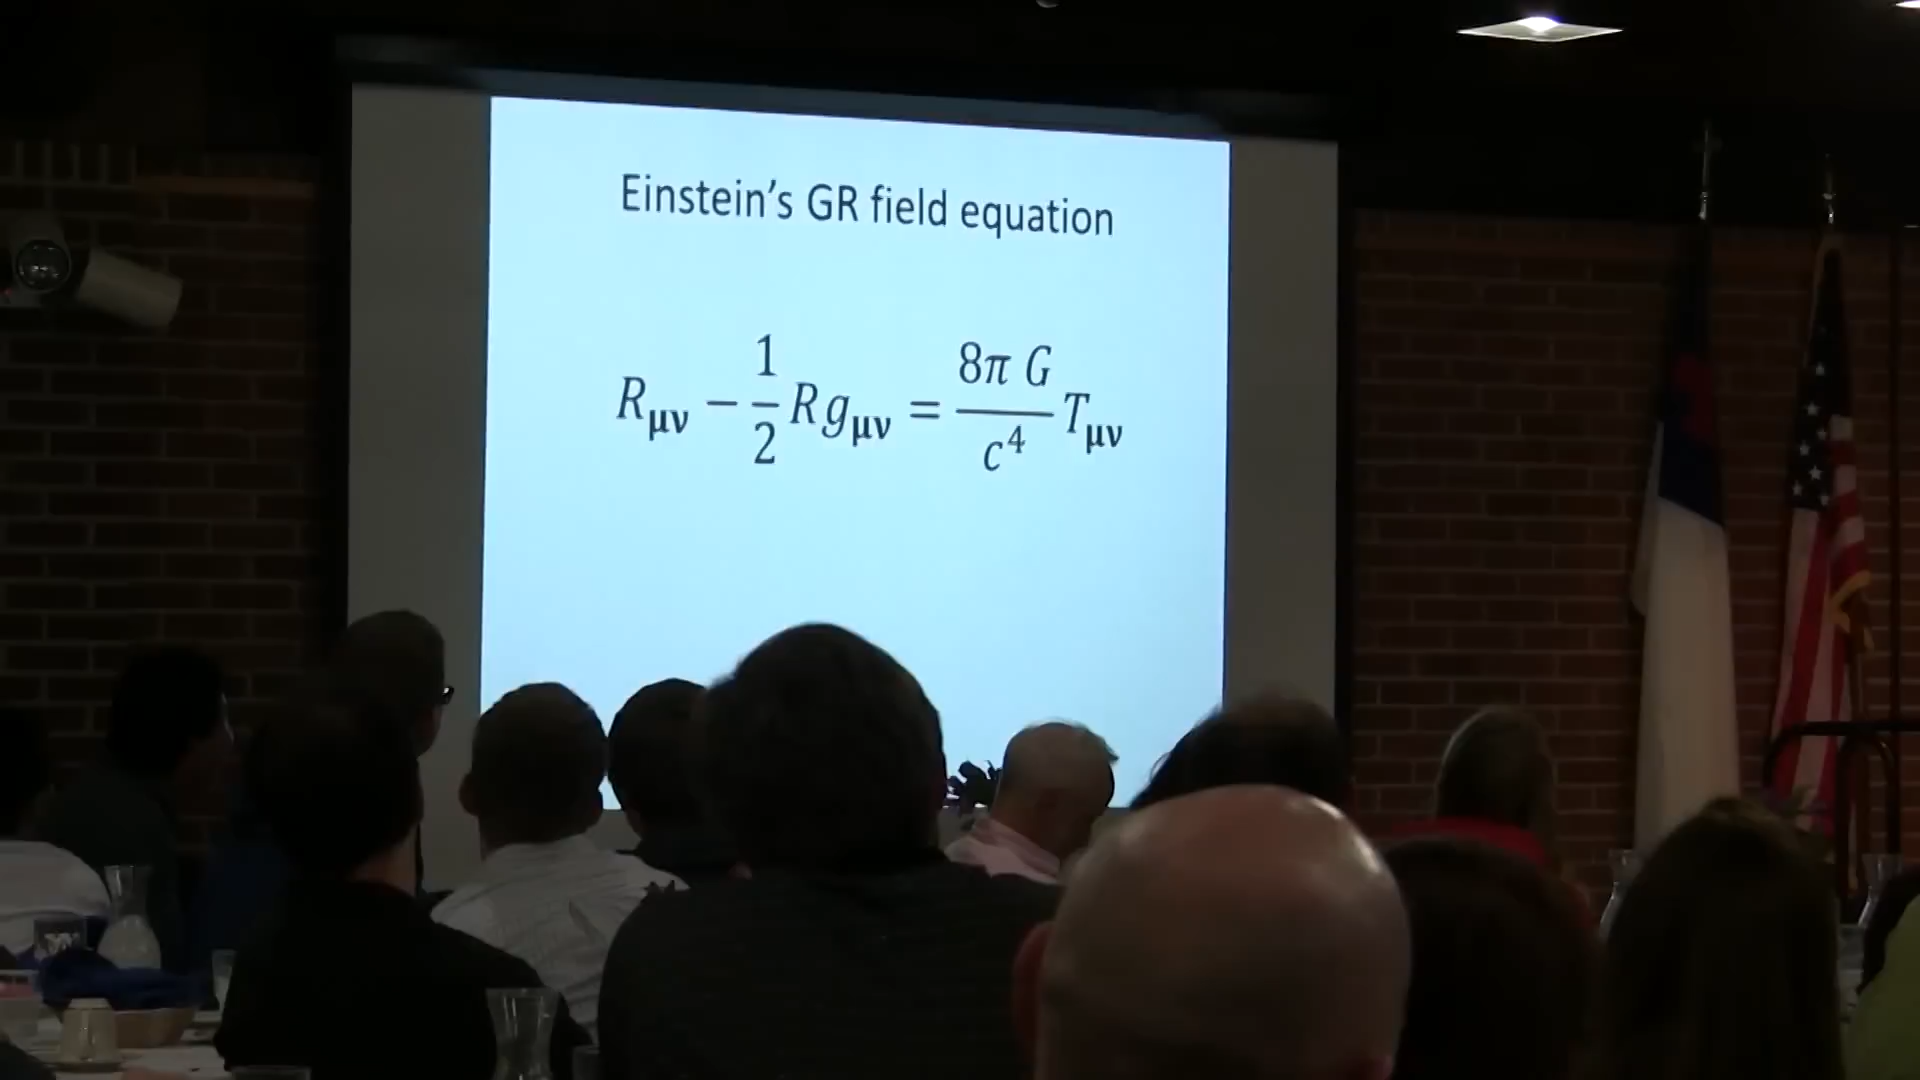 Einstein’s GR field equation
R_μν − 1/2 R g_μν = 8π G / c^4 T_μν